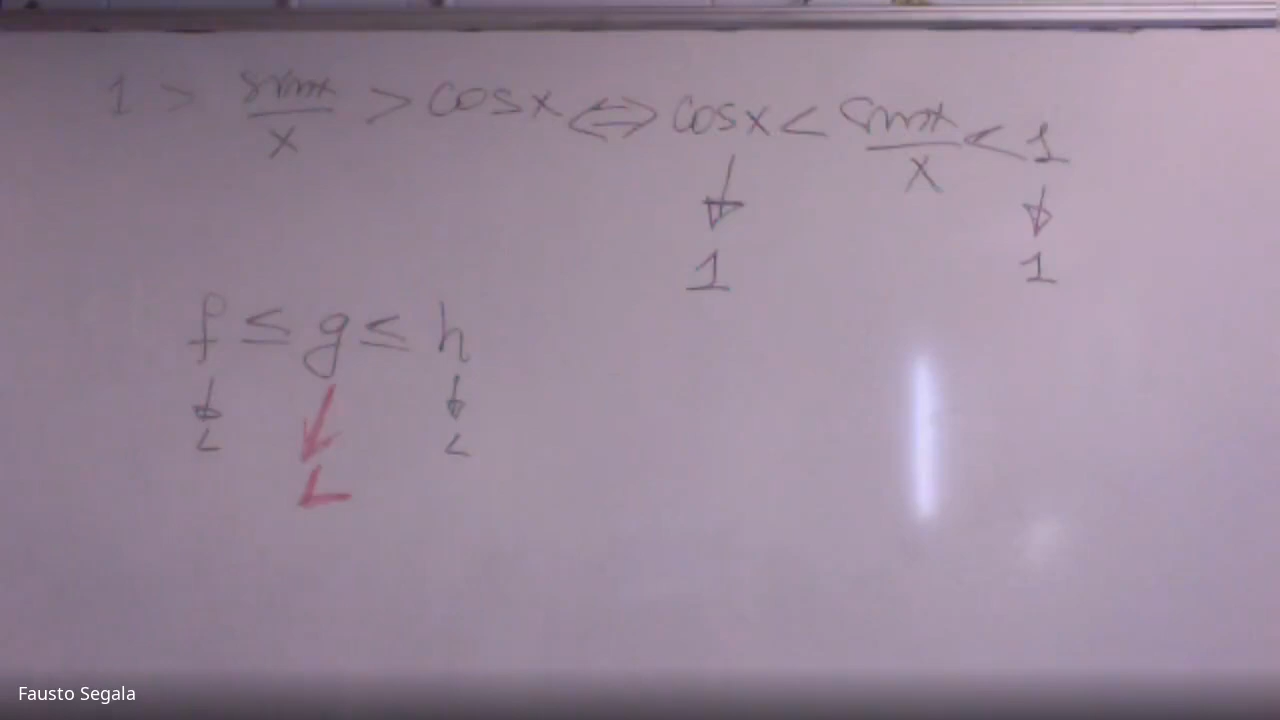 1 > sinx/x > cosx ⇔ cosx < sinx/x < 1
↓ ↓
1 1
f ≤ g ≤ h
↓ ↓ ↓
L L L
Fausto Segala